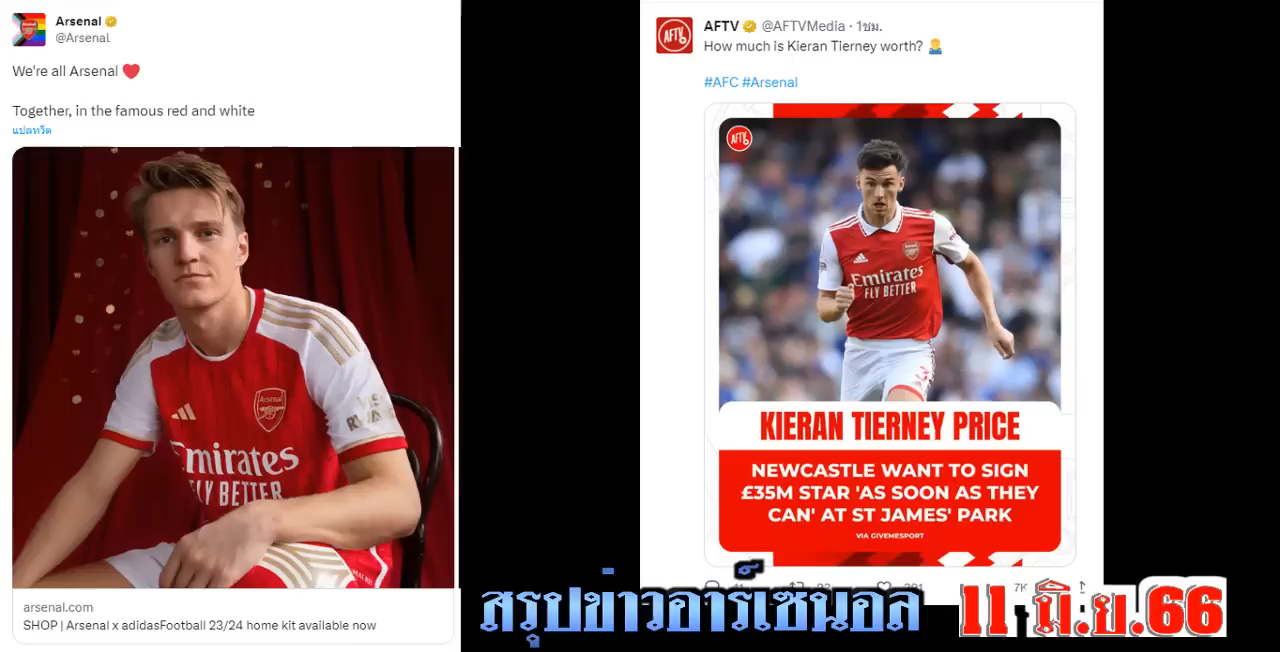 Arsenal
@Arsenal
We're all Arsenal
Together, in the famous red and white
แปลทวีต
Arsenal
Emirates
FLY BETTER
arsenal.com
SHOP | Arsenal x adidasFootball 23/24 home kit available now
AFTV @AFTVMedia · 1ชม.
How much is Kieran Tierney worth?
#AFC #Arsenal
AFTV
Emirates
FLY BETTER
3
KIERAN TIERNEY PRICE
NEWCASTLE WANT TO SIGN
£35M STAR 'AS SOON AS THEY
CAN' AT ST JAMES' PARK
VIA GIVEMESPORT
สรุปข่าวอาร์เซนอล 11 มิ.ย.66